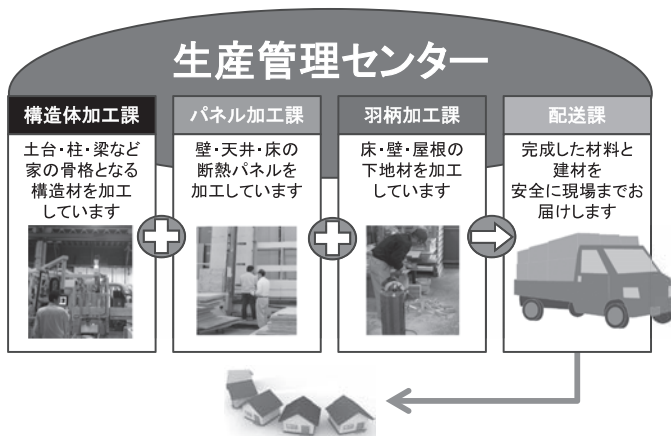 生産管理センター
構造体加工課
土台・柱・梁など
家の骨格となる
構造材を加工
しています
パネル加工課
壁・天井・床の
断熱パネルを
加工しています
羽柄加工課
床・壁・屋根の
下地材を加工
しています
配送課
完成した材料と
建材を
安全に現場までお
届けします